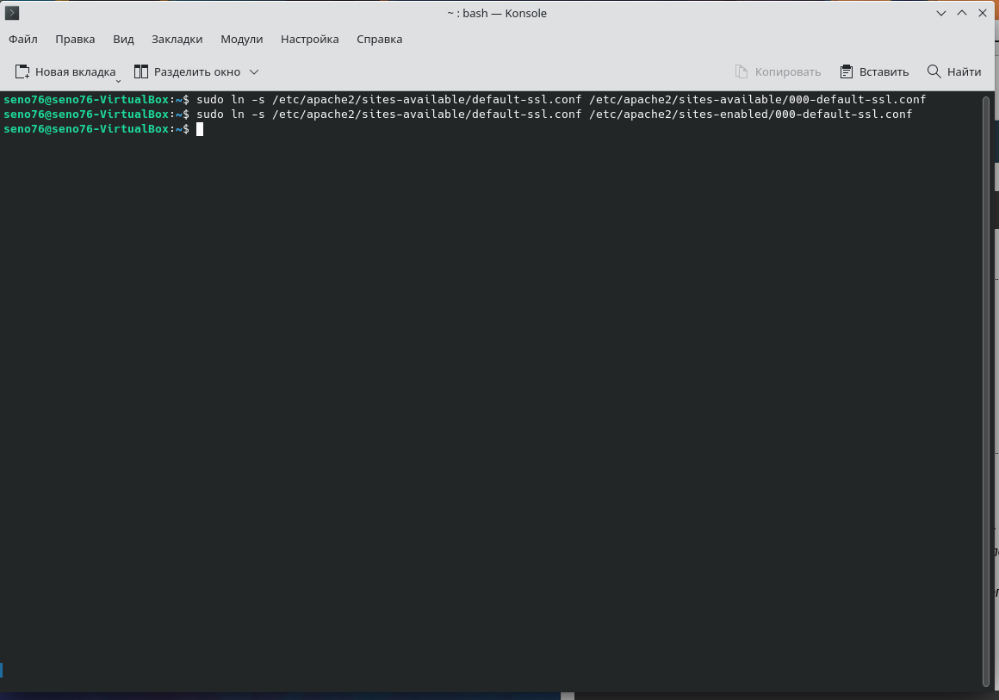 ~ : bash — Konsole
Файл Правка Вид Закладки Модули Настройка Справка
Новая вкладка Разделить окно Копировать Вставить Найти
seno76@seno76-VirtualBox:~$ sudo ln -s /etc/apache2/sites-available/default-ssl.conf /etc/apache2/sites-available/000-default-ssl.conf
seno76@seno76-VirtualBox:~$ sudo ln -s /etc/apache2/sites-available/default-ssl.conf /etc/apache2/sites-enabled/000-default-ssl.conf
seno76@seno76-VirtualBox:~$